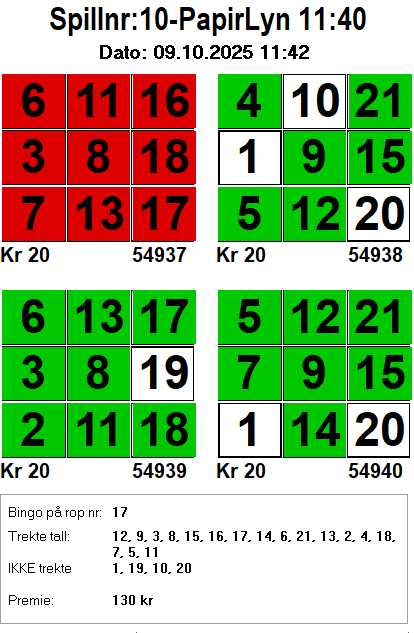 Spillnr:10-PapirLyn 11:40
Dato: 09.10.2025 11:42
6 11 16
3 8 18
7 13 17
Kr 20 54937
4 10 21
1 9 15
5 12 20
Kr 20 54938
6 13 17
3 8 19
2 11 18
Kr 20 54939
5 12 21
7 9 15
1 14 20
Kr 20 54940
Bingo på rop nr: 17
Trekte tall: 12, 9, 3, 8, 15, 16, 17, 14, 6, 21, 13, 2, 4, 18,
7, 5, 11
IKKE trekte 1, 19, 10, 20
Premie: 130 kr